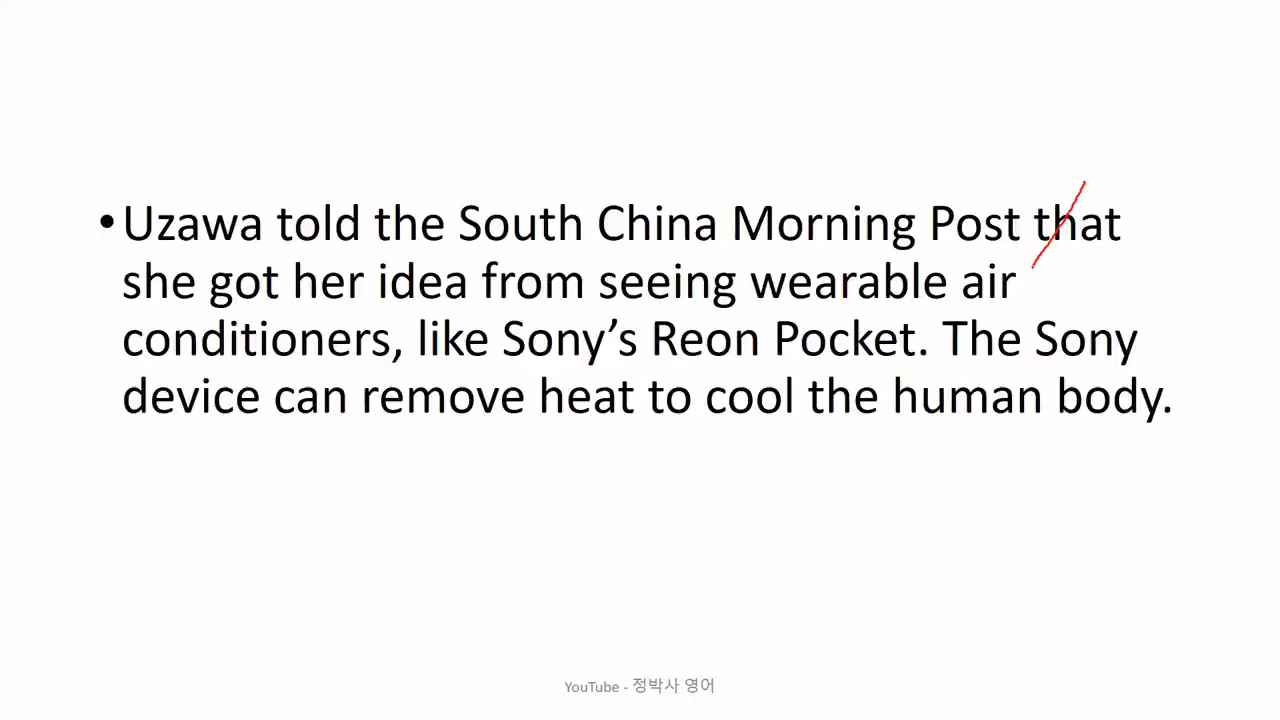 •Uzawa told the South China Morning Post that
she got her idea from seeing wearable air
conditioners, like Sony’s Reon Pocket. The Sony
device can remove heat to cool the human body.
YouTube - 정박사 영어